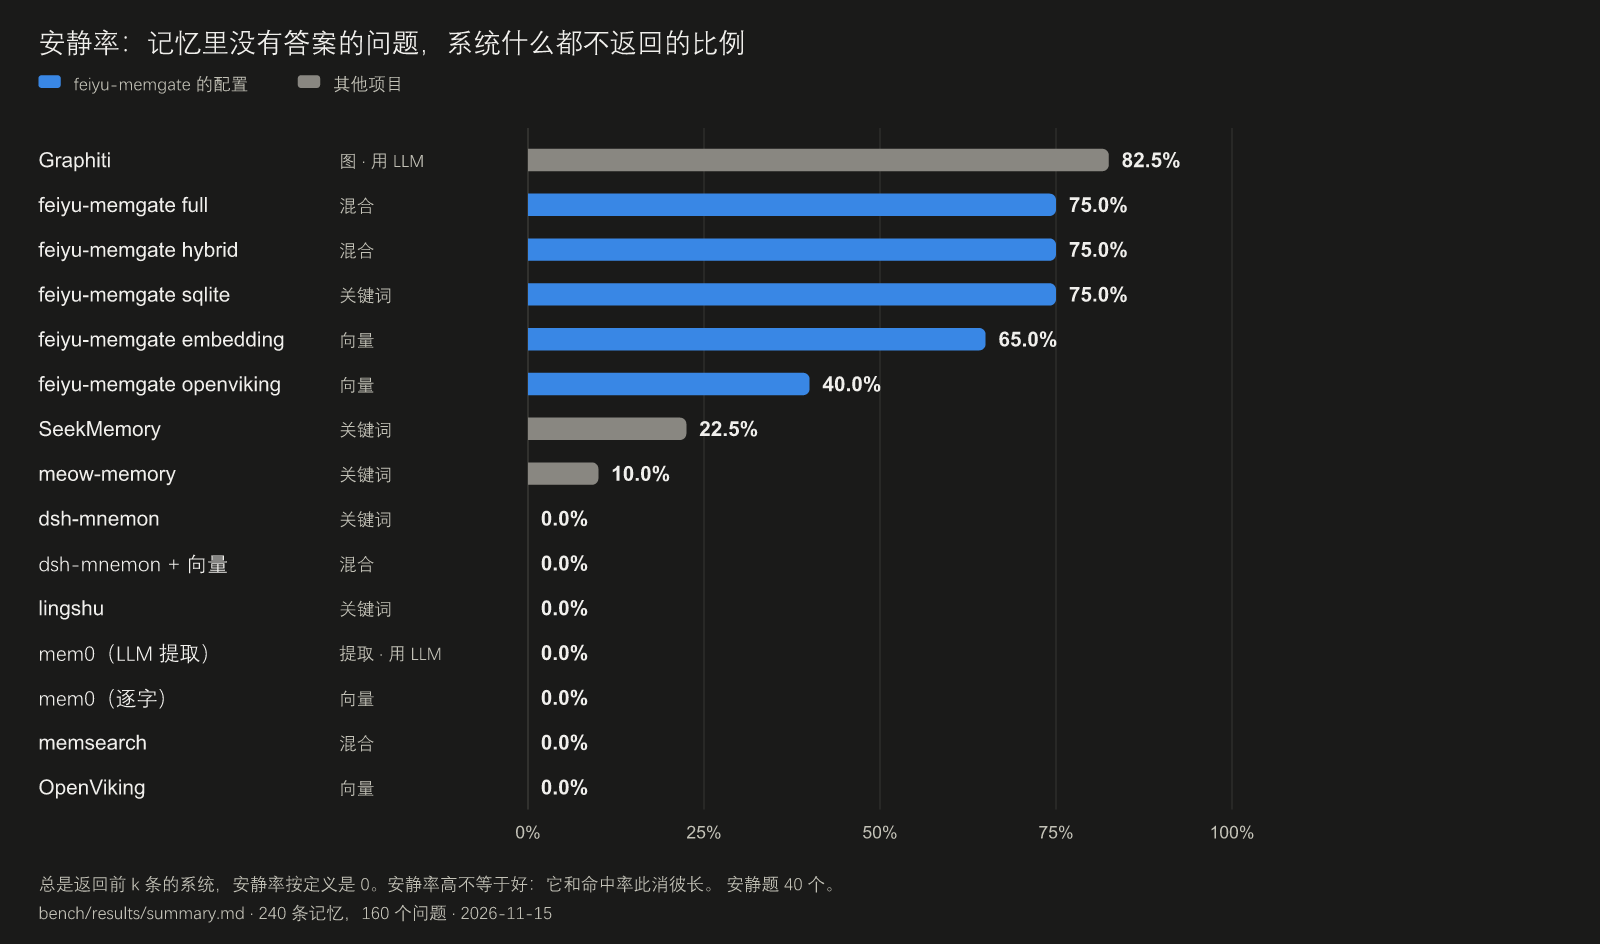 安静率：记忆里没有答案的问题，系统什么都不返回的比例
feiyu-memgate 的配置 其他项目
Graphiti 图 · 用 LLM 82.5%
feiyu-memgate full 混合 75.0%
feiyu-memgate hybrid 混合 75.0%
feiyu-memgate sqlite 关键词 75.0%
feiyu-memgate embedding 向量 65.0%
feiyu-memgate openviking 向量 40.0%
SeekMemory 关键词 22.5%
meow-memory 关键词 10.0%
dsh-mnemon 关键词 0.0%
dsh-mnemon + 向量 混合 0.0%
lingshu 关键词 0.0%
mem0（LLM 提取） 提取 · 用 LLM 0.0%
mem0（逐字） 向量 0.0%
memsearch 混合 0.0%
OpenViking 向量 0.0%
0% 25% 50% 75% 100%
总是返回前 k 条的系统，安静率按定义是 0。安静率高不等于好：它和命中率此消彼长。 安静题 40 个。
bench/results/summary.md · 240 条记忆，160 个问题 · 2026-11-15